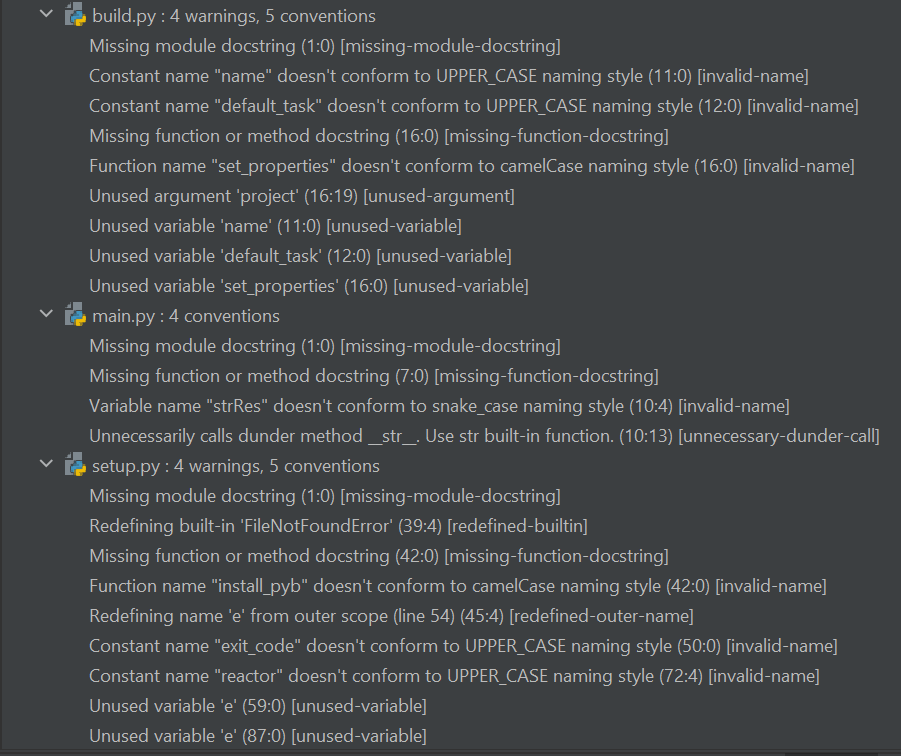 build.py : 4 warnings, 5 conventions
Missing module docstring (1:0) [missing-module-docstring]
Constant name "name" doesn't conform to UPPER_CASE naming style (11:0) [invalid-name]
Constant name "default_task" doesn't conform to UPPER_CASE naming style (12:0) [invalid-name]
Missing function or method docstring (16:0) [missing-function-docstring]
Function name "set_properties" doesn't conform to camelCase naming style (16:0) [invalid-name]
Unused argument 'project' (16:19) [unused-argument]
Unused variable 'name' (11:0) [unused-variable]
Unused variable 'default_task' (12:0) [unused-variable]
Unused variable 'set_properties' (16:0) [unused-variable]
main.py : 4 conventions
Missing module docstring (1:0) [missing-module-docstring]
Missing function or method docstring (7:0) [missing-function-docstring]
Variable name "strRes" doesn't conform to snake_case naming style (10:4) [invalid-name]
Unnecessarily calls dunder method __str__. Use str built-in function. (10:13) [unnecessary-dunder-call]
setup.py : 4 warnings, 5 conventions
Missing module docstring (1:0) [missing-module-docstring]
Redefining built-in 'FileNotFoundError' (39:4) [redefined-builtin]
Missing function or method docstring (42:0) [missing-function-docstring]
Function name "install_pyb" doesn't conform to camelCase naming style (42:0) [invalid-name]
Redefining name 'e' from outer scope (line 54) (45:4) [redefined-outer-name]
Constant name "exit_code" doesn't conform to UPPER_CASE naming style (50:0) [invalid-name]
Constant name "reactor" doesn't conform to UPPER_CASE naming style (72:4) [invalid-name]
Unused variable 'e' (59:0) [unused-variable]
Unused variable 'e' (87:0) [unused-variable]